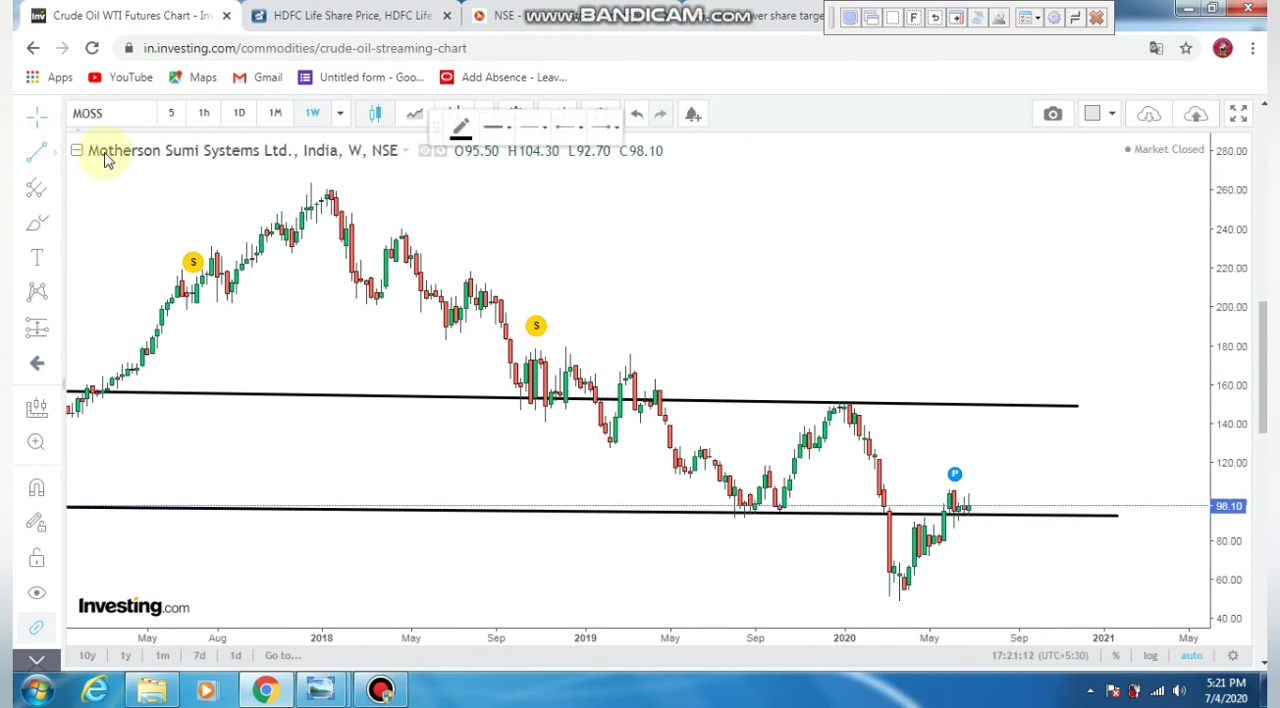 Crude Oil WTI Futures Chart - Inv
HDFC Life Share Price, HDFC Life
NSE -
WWW.BANDICAM.COM
wer share targe
F
in.investing.com/commodities/crude-oil-streaming-chart
Apps
YouTube
Maps
Gmail
Untitled form - Goo...
Add Absence - Leav...
MOSS
5
1h
1D
1M
1W
Motherson Sumi Systems Ltd., India, W, NSE
O95.50 H104.30 L92.70 C98.10
Market Closed
280.00
260.00
240.00
220.00
200.00
180.00
160.00
140.00
120.00
98.10
80.00
60.00
40.00
S
S
P
T
Investing.com
May
Aug
2018
May
Sep
2019
May
Sep
2020
May
Sep
2021
May
10y
1y
1m
7d
1d
Go to...
17:21:12 (UTC+5:30)
%
log
auto
5:21 PM
7/4/2020